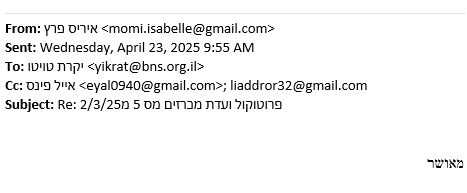 From: איריס פרץ <momi.isabelle@gmail.com>
Sent: Wednesday, April 23, 2025 9:55 AM
To: יקרת טויטו <yikrat@bns.org.il>
Cc: אייל פינס <eyal0940@gmail.com>; liaddror32@gmail.com
Subject: Re: פרוטוקול ועדת מכרזים מס 5 מ2/3/25
מאושר